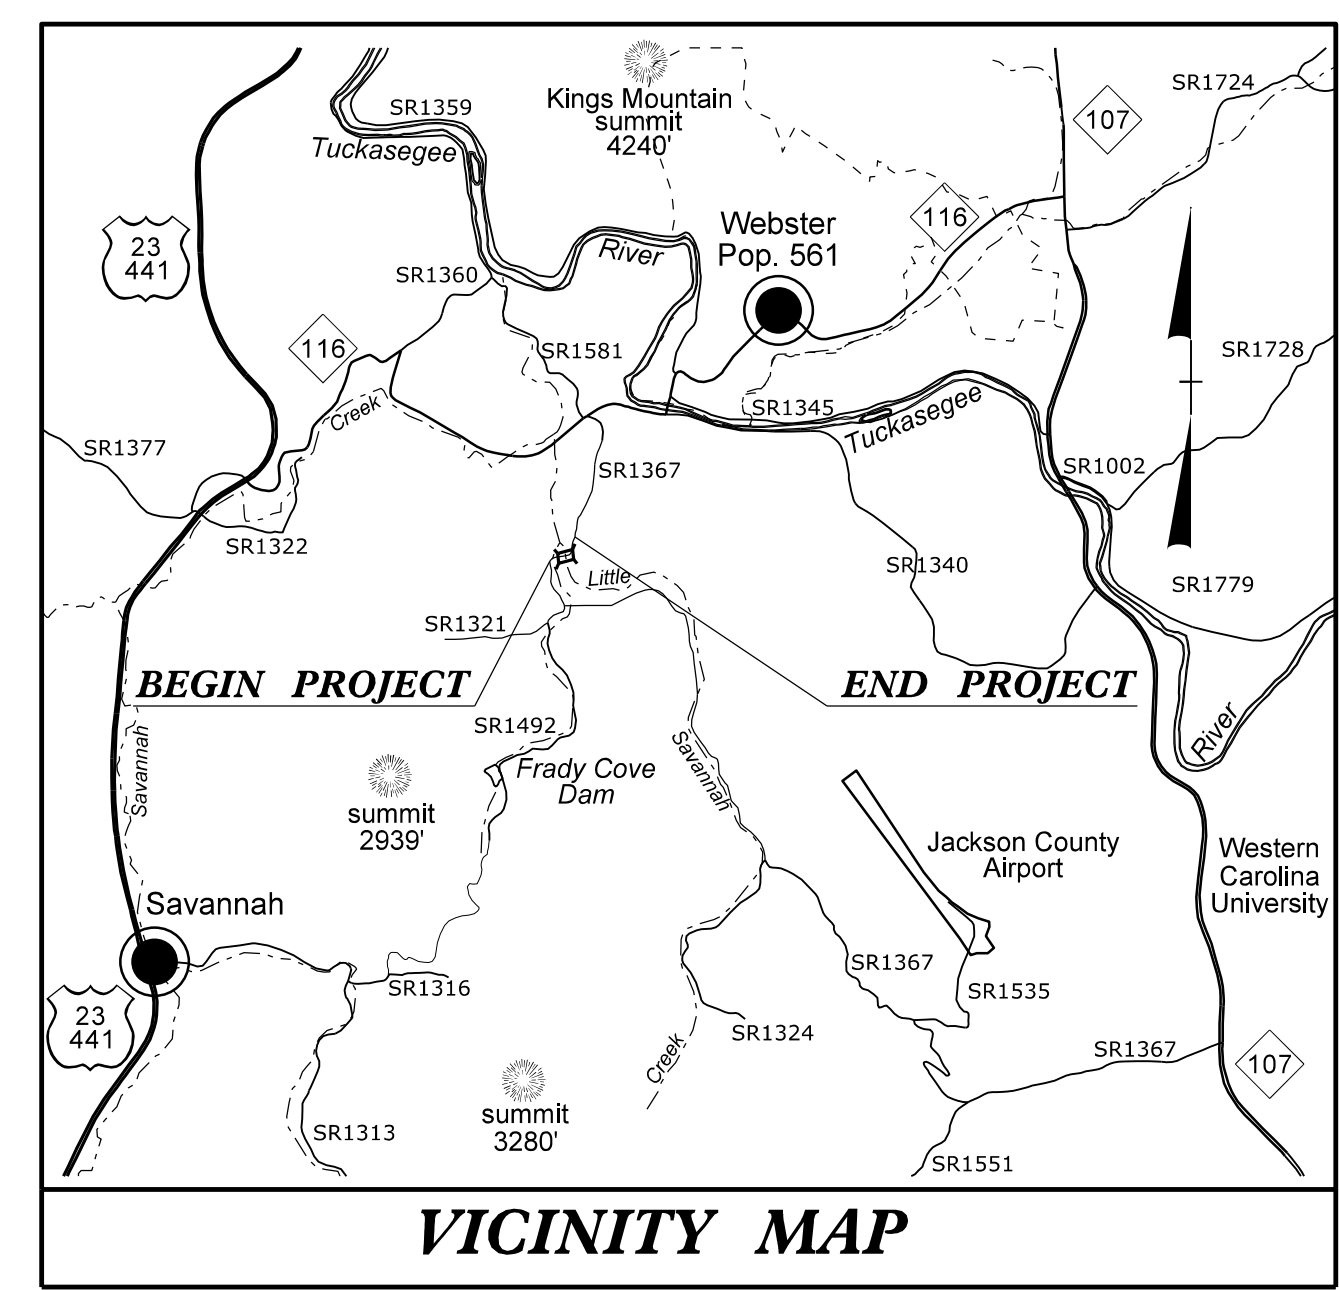 SR1724
SR1359
107
Kings Mountain
summit
4240'
Tuckasegee
116
Webster
Pop. 561
River
23
441
SR1360
116
SR1581
SR1728
Creek
SR1345
Tuckasegee
SR1377
SR1367
SR1002
SR1322
SR1340
Little
SR1779
SR1321
BEGIN PROJECT
END PROJECT
SR1492
River
Savannah
Savannah
Frady Cove
Dam
summit
2939'
Jackson County
Airport
Western
Carolina
University
Savannah
SR1367
SR1316
SR1535
23
441
SR1324
Creek
SR1367
107
summit
3280'
SR1313
SR1551
VICINITY MAP